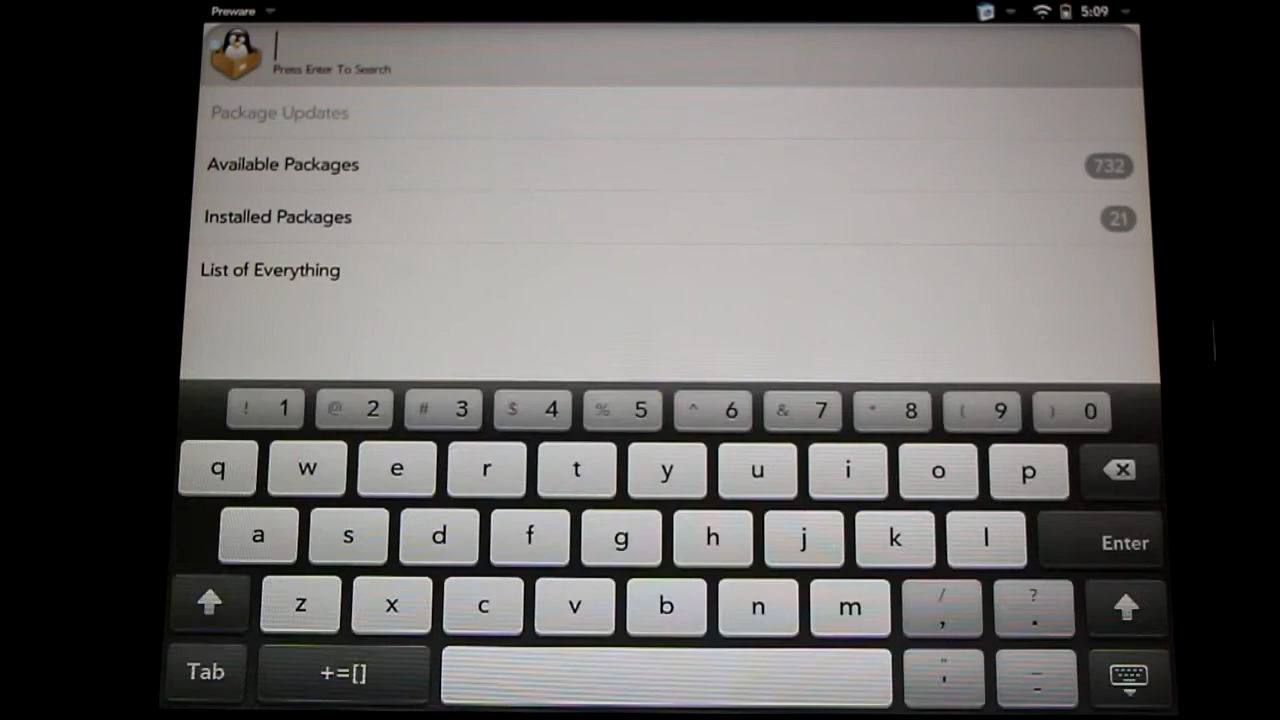 Preware 5:09
Press Enter To Search
Package Updates
Available Packages 732
Installed Packages 21
List of Everything
! 1 @ 2 # 3 $ 4 % 5 ^ 6 & 7 * 8 ( 9 ) 0
q w e r t y u i o p
a s d f g h j k l Enter
z x c v b n m / , ? .
Tab +=[] " ' _ -